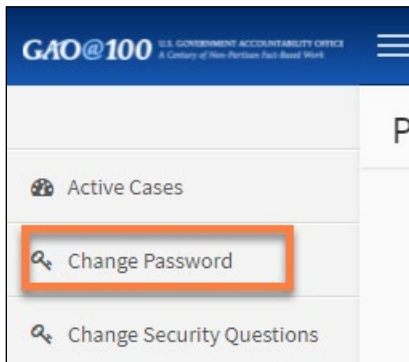 GAO@100 U.S. GOVERNMENT ACCOUNTABILITY OFFICE
A Century of Non-Partisan Fact-Based Work
P
Active Cases
Change Password
Change Security Questions